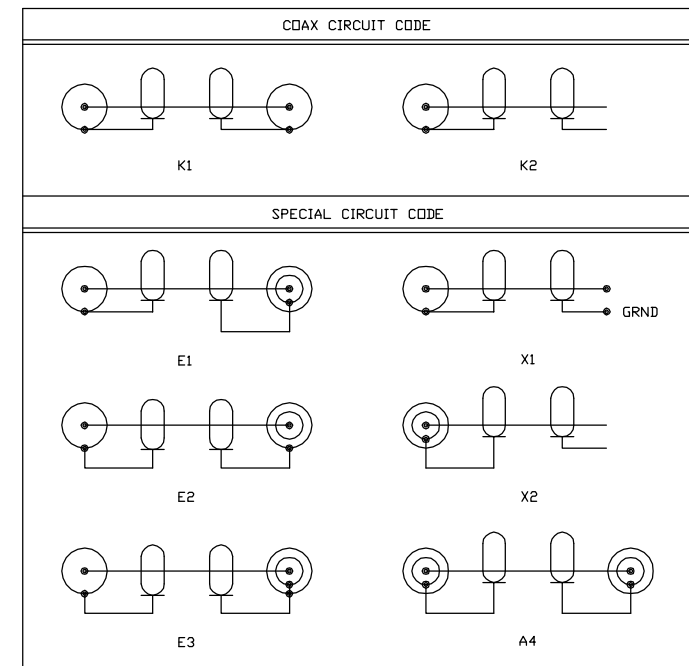 COAX CIRCUIT CODE
K1 K2
SPECIAL CIRCUIT CODE
GRND
E1 X1
E2 X2
E3 A4